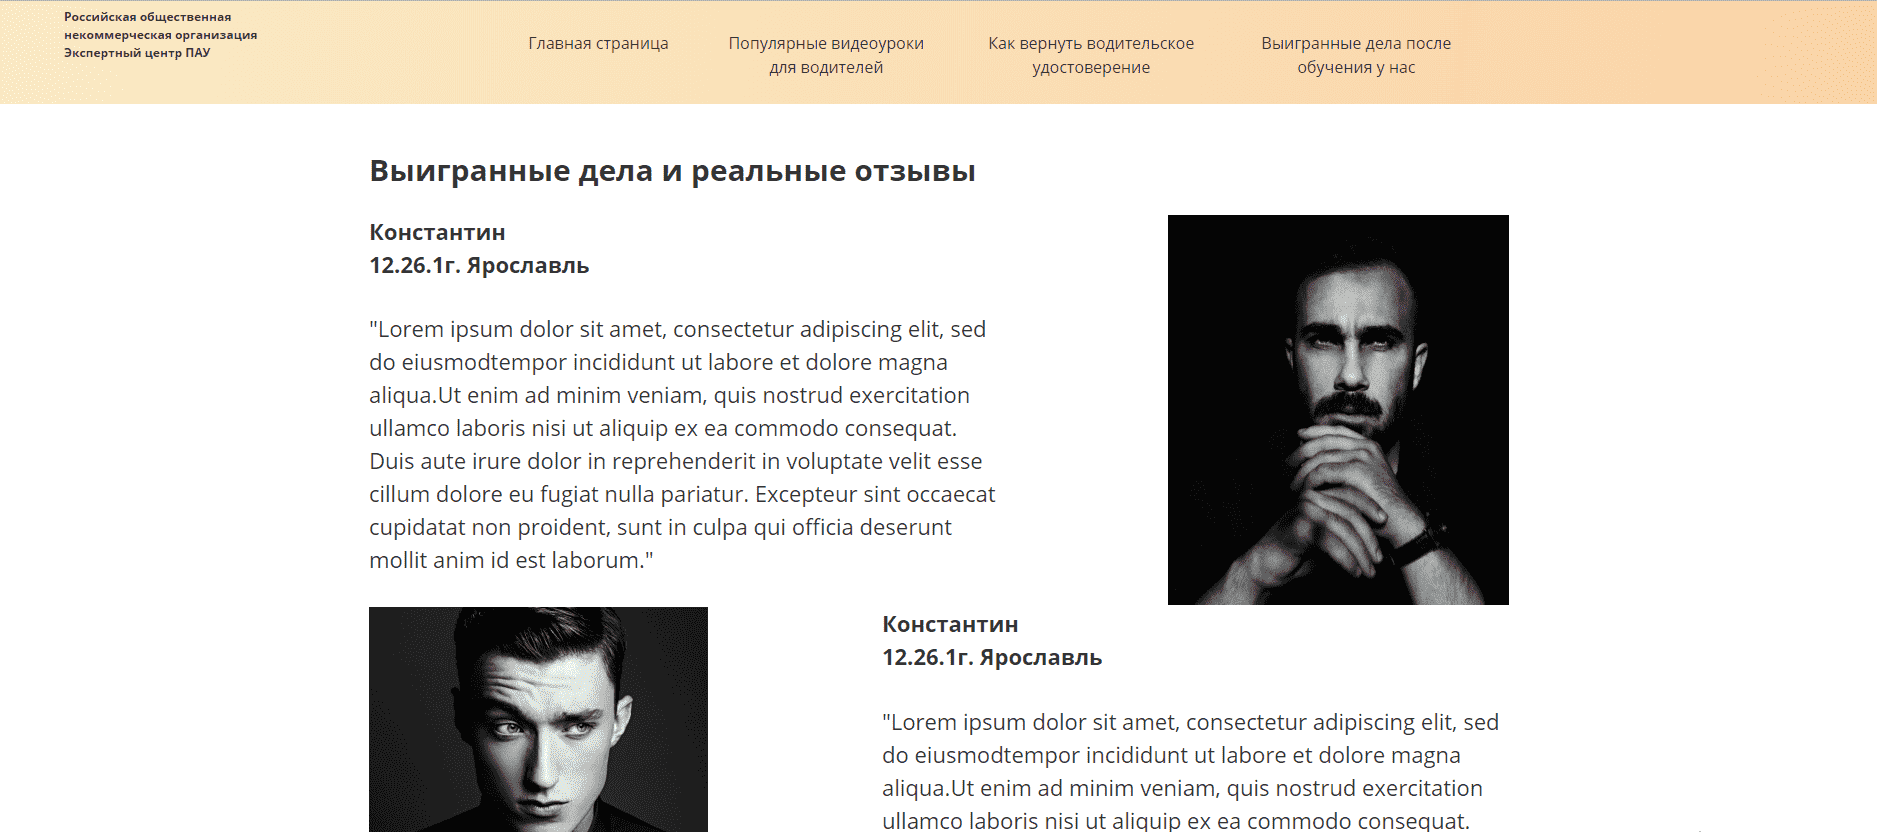 Российская общественная
некоммерческая организация
Экспертный центр ПАУ
Главная страница
Популярные видеоуроки
для водителей
Как вернуть водительское
удостоверение
Выигранные дела после
обучения у нас
Выигранные дела и реальные отзывы
Константин
12.26.1г. Ярославль
"Lorem ipsum dolor sit amet, consectetur adipiscing elit, sed
do eiusmodtempor incididunt ut labore et dolore magna
aliqua.Ut enim ad minim veniam, quis nostrud exercitation
ullamco laboris nisi ut aliquip ex ea commodo consequat.
Duis aute irure dolor in reprehenderit in voluptate velit esse
cillum dolore eu fugiat nulla pariatur. Excepteur sint occaecat
cupidatat non proident, sunt in culpa qui officia deserunt
mollit anim id est laborum."
Константин
12.26.1г. Ярославль
"Lorem ipsum dolor sit amet, consectetur adipiscing elit, sed
do eiusmodtempor incididunt ut labore et dolore magna
aliqua.Ut enim ad minim veniam, quis nostrud exercitation
ullamco laboris nisi ut aliquip ex ea commodo consequat.